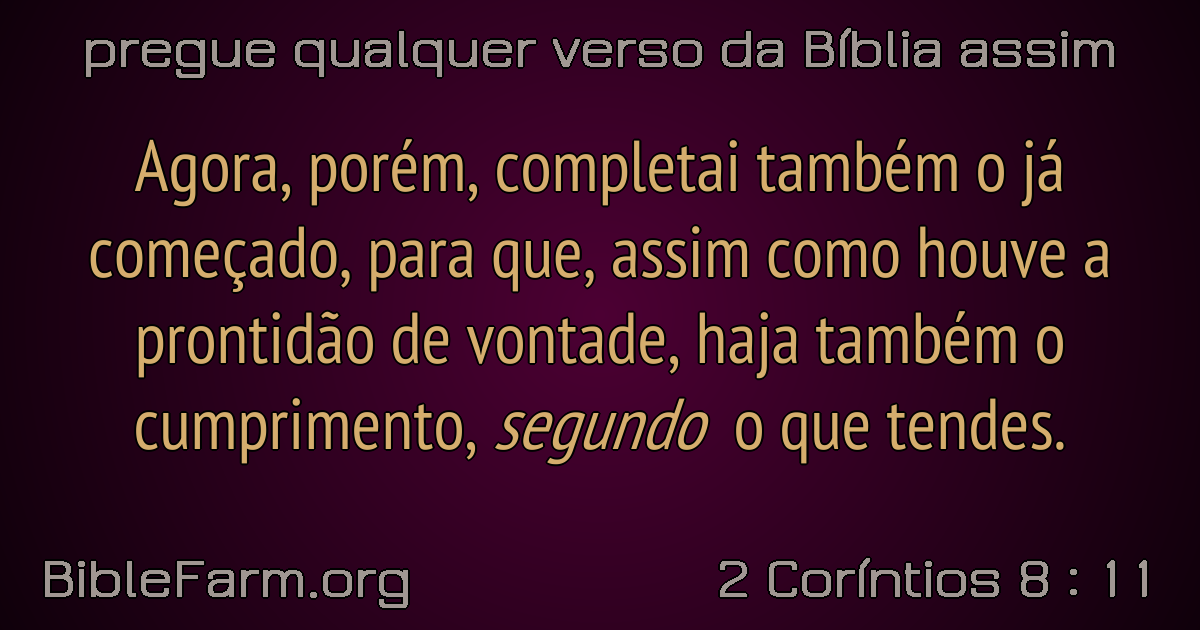 pregue qualquer verso da Bíblia assim
Agora, porém, completai também o já
começado, para que, assim como houve a
prontidão de vontade, haja também o
cumprimento, segundo o que tendes.
BibleFarm.org
2 Coríntios 8 : 11